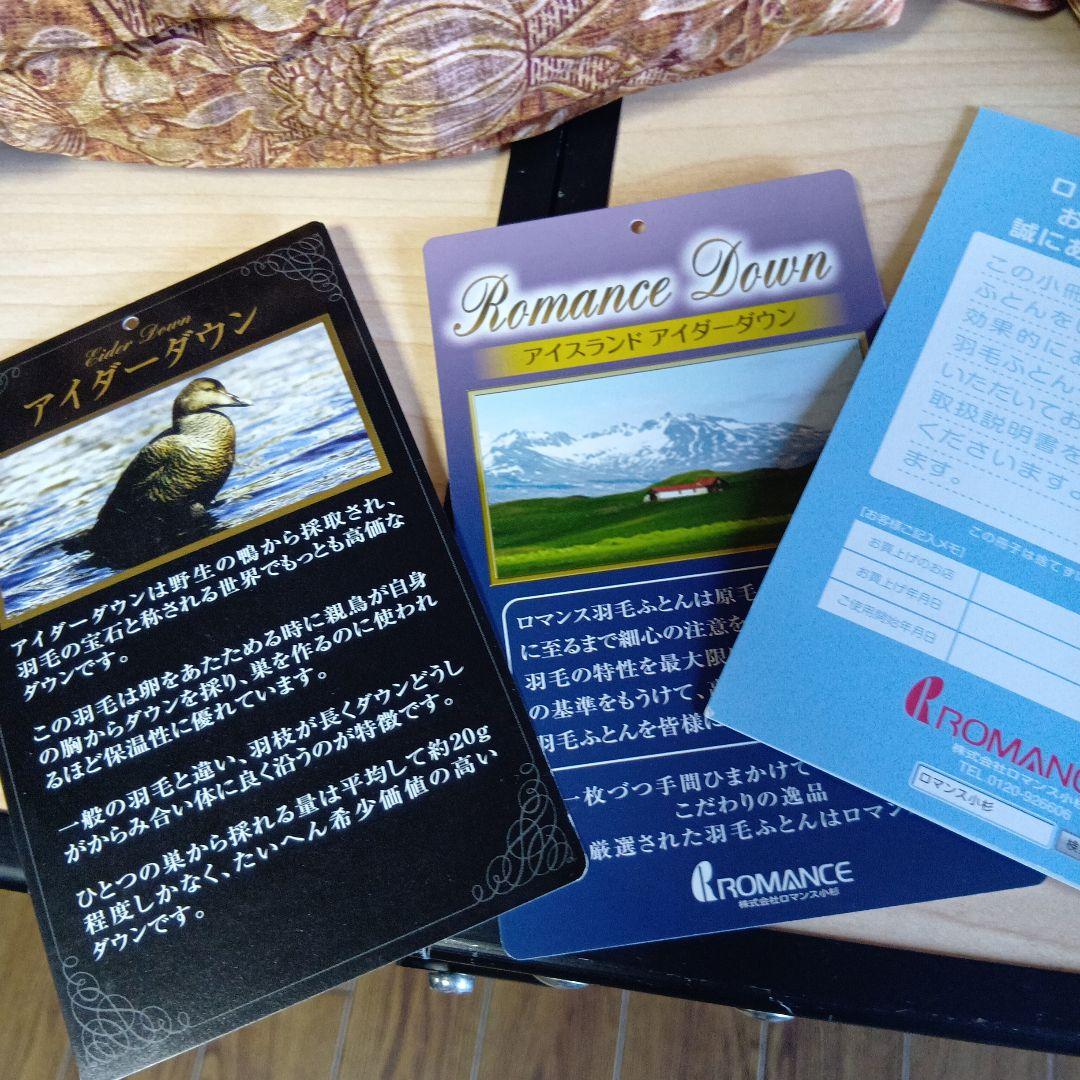 Eider Down
アイダーダウン
アイダーダウンは野生の鴨から採取され、
羽毛の宝石と称される世界でもっとも高価な
ダウンです。
この羽毛は卵をあたためる時に親鳥が自身
の胸からダウンを採り、巣を作るのに使われ
るほど保温性に優れています。
一般の羽毛と違い、羽枝が長くダウンどうし
がからみ合い体に良く沿うのが特徴です。
ひとつの巣から採れる量は平均して約20g
程度しかなく、たいへん希少価値の高い
ダウンです。
Romance Down
アイスランド アイダーダウン
ロマンス羽毛ふとんは原毛
に至るまで細心の注意を
羽毛の特性を最大限
の基準をもうけて、
羽毛ふとんを皆様に
一枚づつ手間ひまかけて
こだわりの逸品
厳選された羽毛ふとんはロマン
ROMANCE
株式会社ロマンス小杉
ロ
お
誠にあ
この小冊
ふとんを
効果的にお
羽毛ふとん
いただいてお
取扱説明書を
くださいますよ
ます。
この冊子は捨てず
[お客様ご記入メモ]
お買上げのお店
お買上げ年月日
ご使用開始年月日
ROMANC
株式会社ロマンス小杉
TEL 0120-926506
ロマンス小杉
検